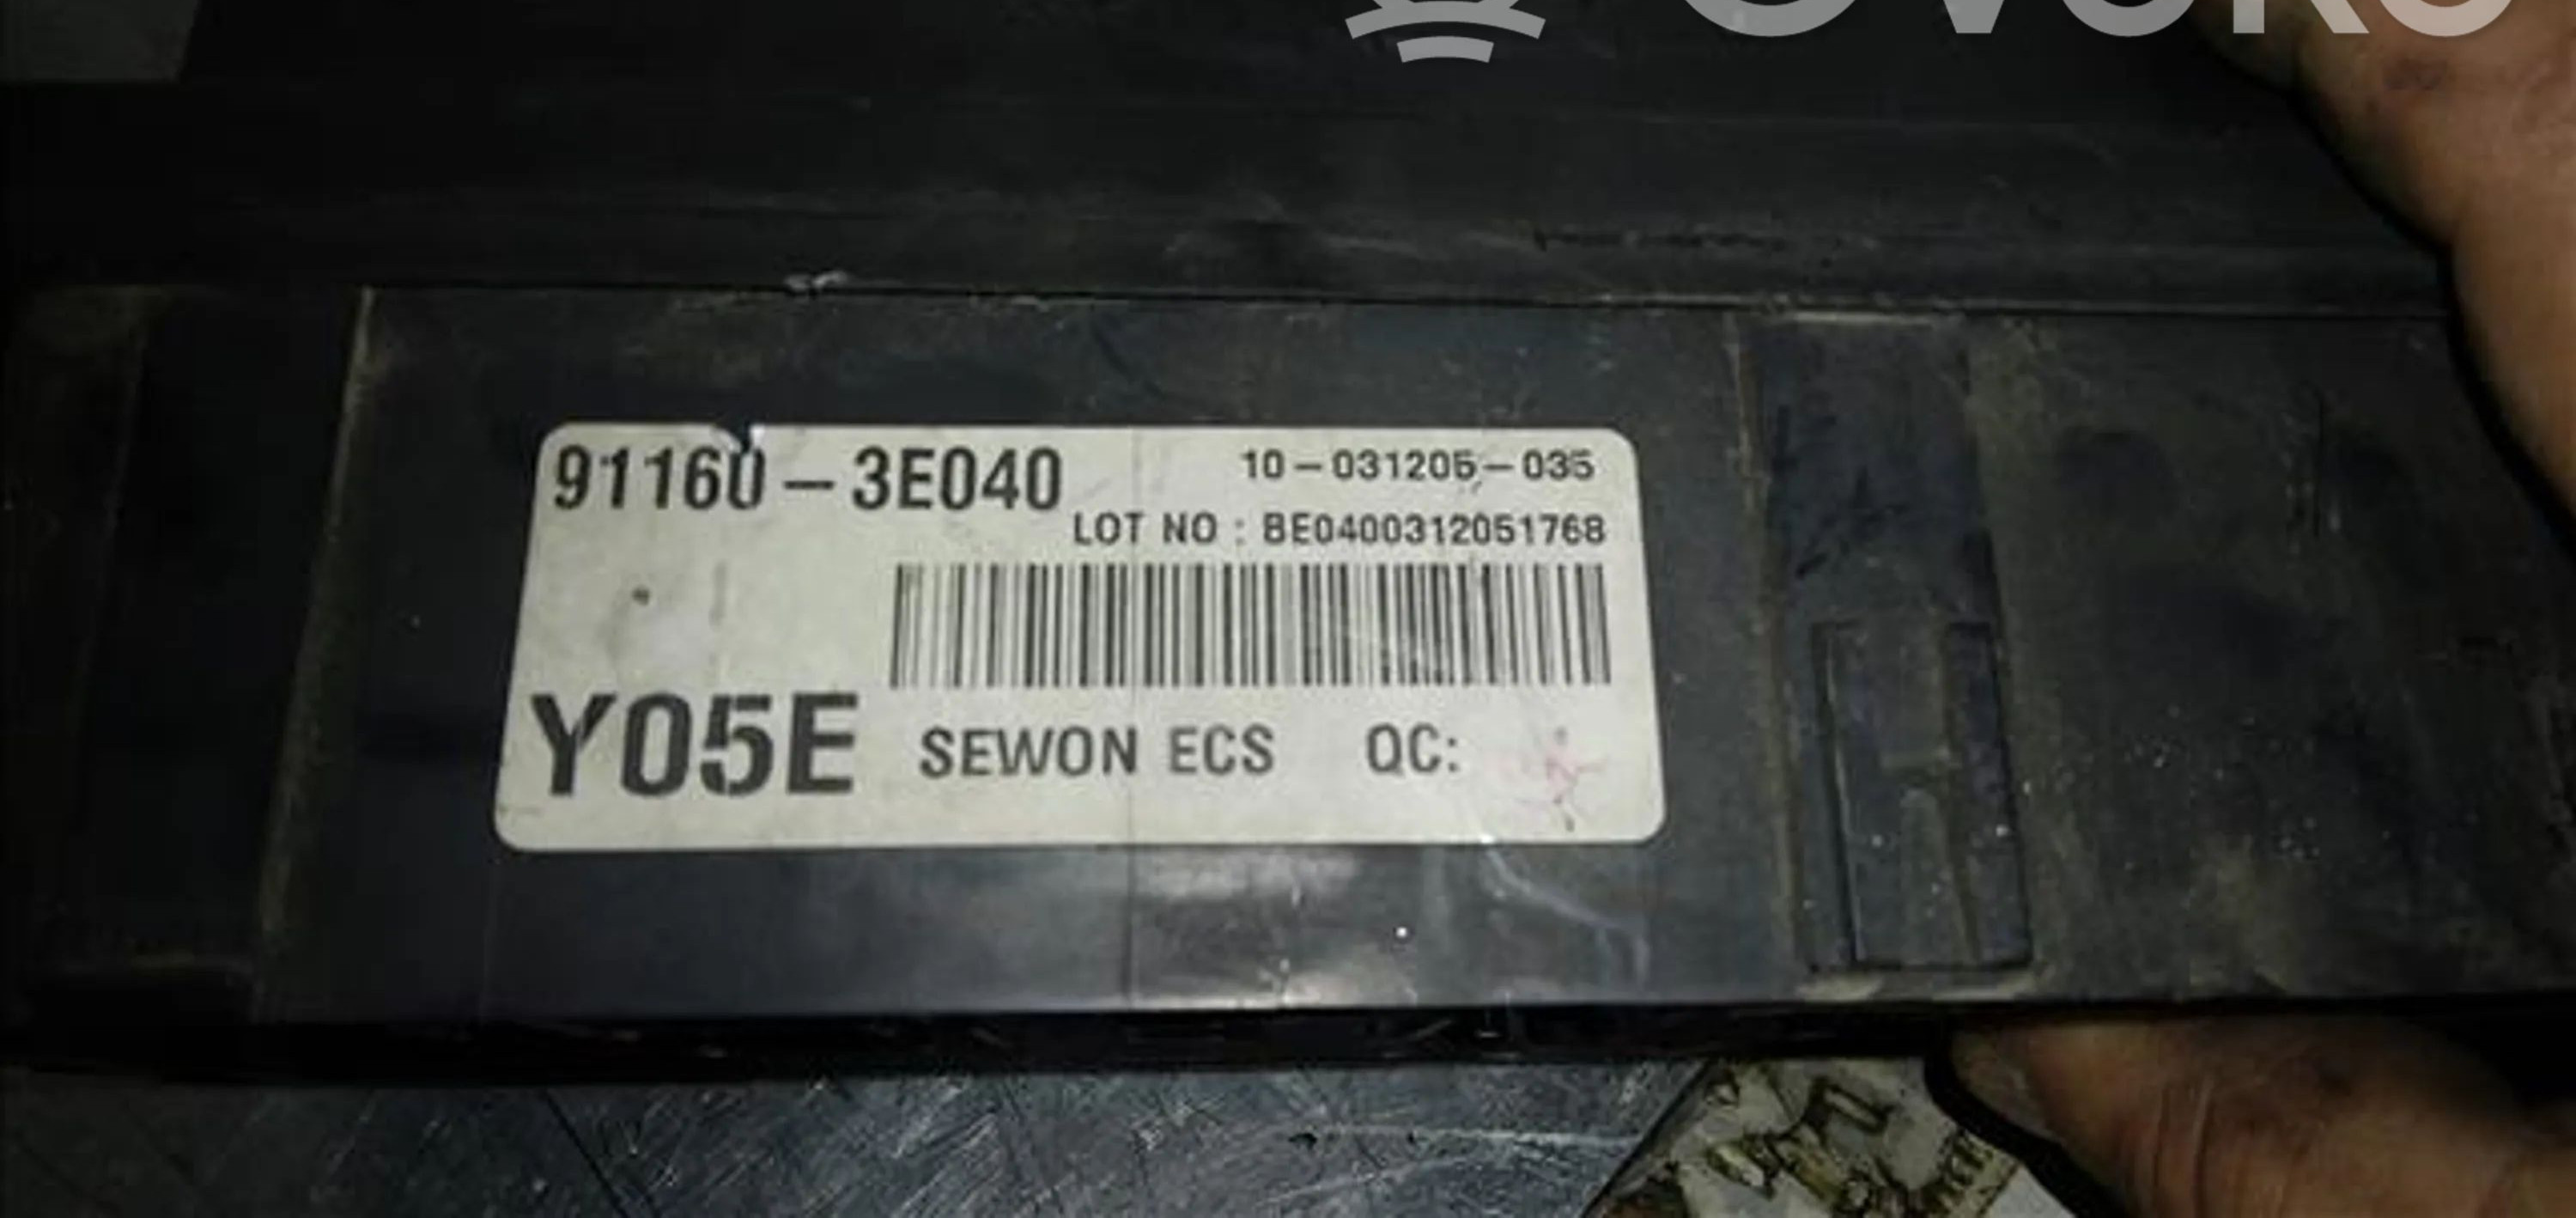 91160-3E040
10-031205-035
LOT NO : BE0400312051768
Y05E
SEWON ECS QC: